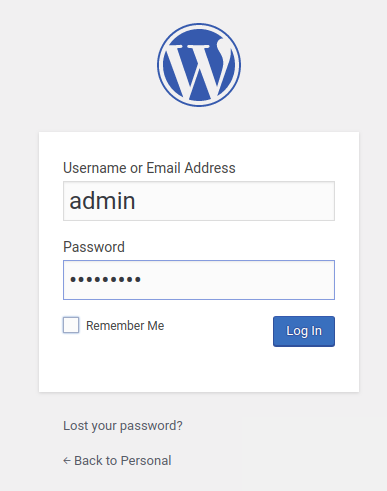 Username or Email Address
admin
Password
•••••••••
Remember Me
Log In
Lost your password?
← Back to Personal